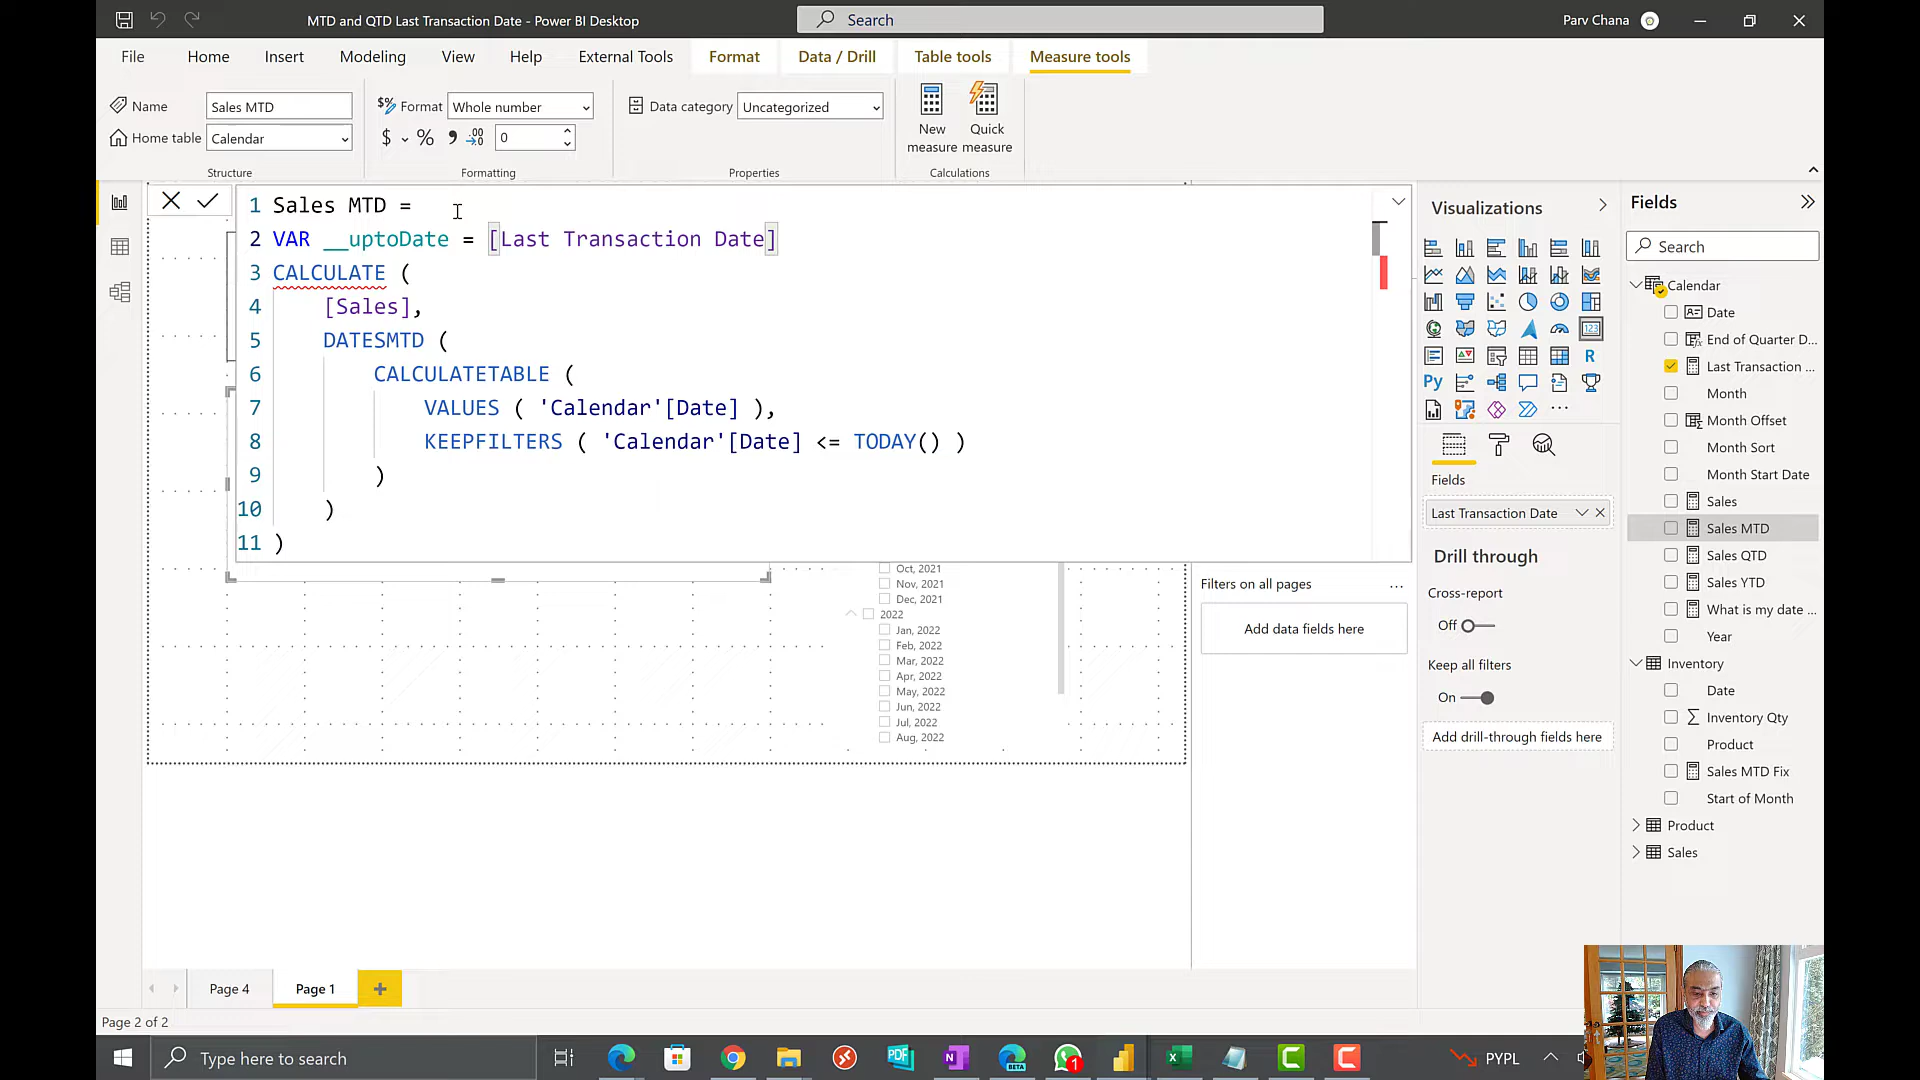 MTD and QTD Last Transaction Date - Power BI Desktop
Search
Parv Chana
File Home Insert Modeling View Help External Tools Format Data / Drill Table tools Measure tools
Name Sales MTD
Home table Calendar
Structure
$% Format Whole number
$ % 9 .00 →0 0
Formatting
Data category Uncategorized
Properties
New measure
Quick measure
Calculations
1 Sales MTD =
2 VAR __uptoDate = [Last Transaction Date]
3 CALCULATE (
4 [Sales],
5 DATESMTD (
6 CALCULATETABLE (
7 VALUES ( 'Calendar'[Date] ),
8 KEEPFILTERS ( 'Calendar'[Date] <= TODAY() )
9 )
10 )
11 )
Oct, 2021
Nov, 2021
Dec, 2021
2022
Jan, 2022
Feb, 2022
Mar, 2022
Apr, 2022
May, 2022
Jun, 2022
Jul, 2022
Aug, 2022
Filters on all pages ...
Add data fields here
Visualizations
123
R
Py
...
Fields
Last Transaction Date
Drill through
Cross-report
Off
Keep all filters
On
Add drill-through fields here
Fields
Search
Calendar
Date
End of Quarter D...
Last Transaction ...
Month
Month Offset
Month Sort
Month Start Date
Sales
Sales MTD
Sales QTD
Sales YTD
What is my date ...
Year
Inventory
Date
Inventory Qty
Product
Sales MTD Fix
Start of Month
Product
Sales
Page 4 Page 1 +
Page 2 of 2
Type here to search
PDF
N
BETA
1
X
C
C
PYPL